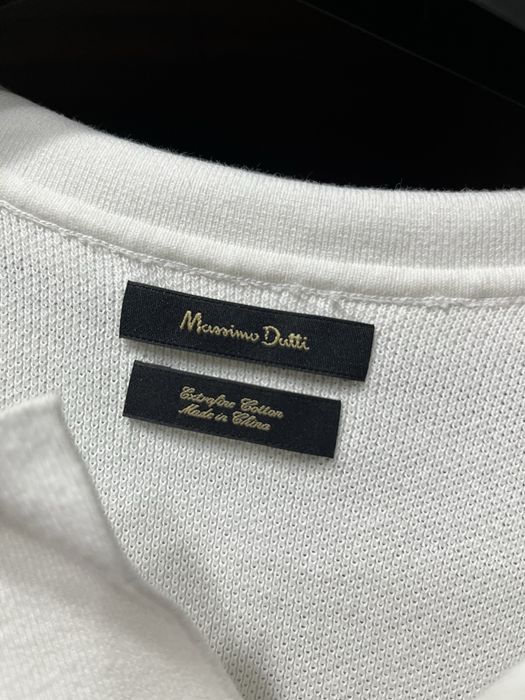 Massimo Dutti
Extrafine Cotton
Made in China